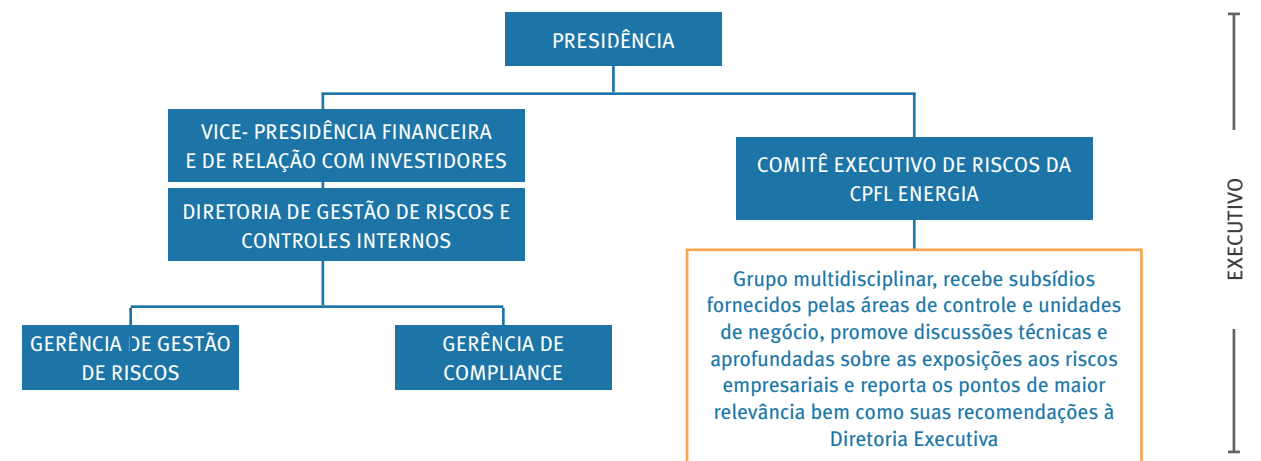 PRESIDÊNCIA
VICE- PRESIDÊNCIA FINANCEIRA
E DE RELAÇÃO COM INVESTIDORES
DIRETORIA DE GESTÃO DE RISCOS E
CONTROLES INTERNOS
GERÊNCIA DE GESTÃO
DE RISCOS
GERÊNCIA DE
COMPLIANCE
COMITÊ EXECUTIVO DE RISCOS DA
CPFL ENERGIA
Grupo multidisciplinar, recebe subsídios
fornecidos pelas áreas de controle e unidades
de negócio, promove discussões técnicas e
aprofundadas sobre as exposições aos riscos
empresariais e reporta os pontos de maior
relevância bem como suas recomendações à
Diretoria Executiva
EXECUTIVO